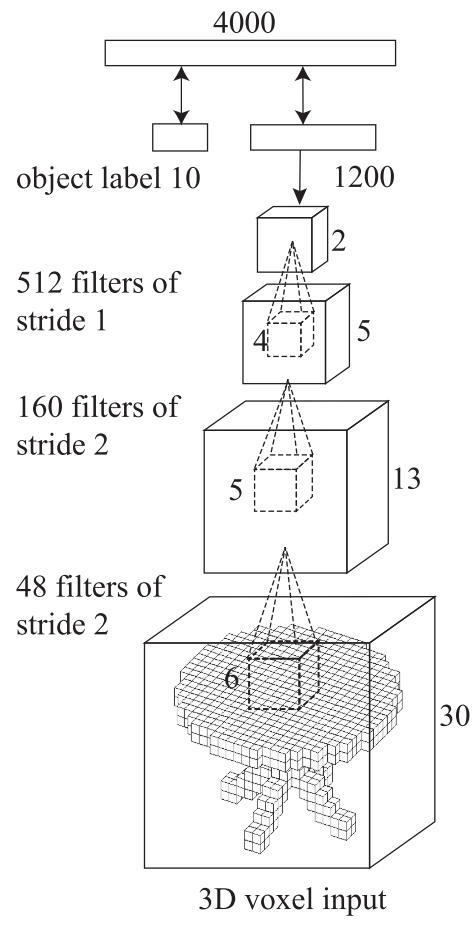 4000
object label 10
1200
2
512 filters of
stride 1
4
5
160 filters of
stride 2
5
13
48 filters of
stride 2
6
30
3D voxel input